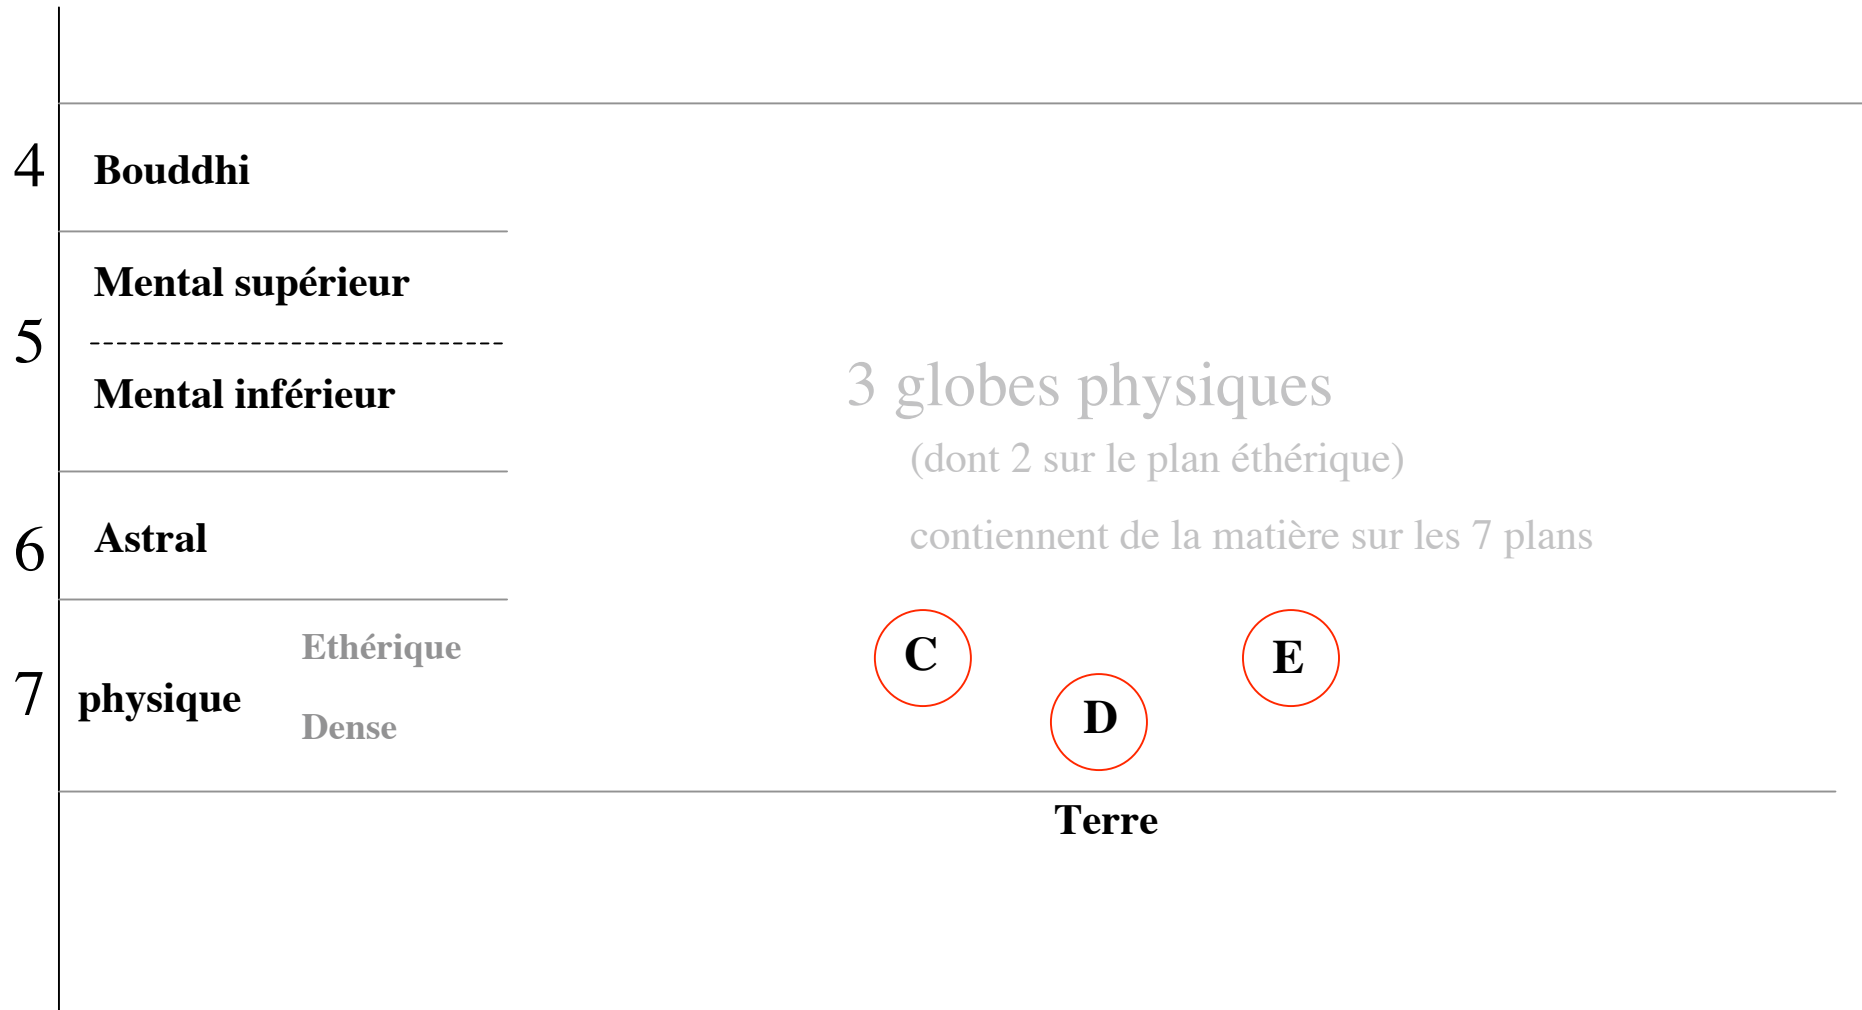 4
Bouddhi
Mental supérieur
5
Mental inférieur
3 globes physiques
(dont 2 sur le plan éthérique)
contiennent de la matière sur les 7 plans
6
Astral
Ethérique
C
E
7
physique
D
Dense
Terre